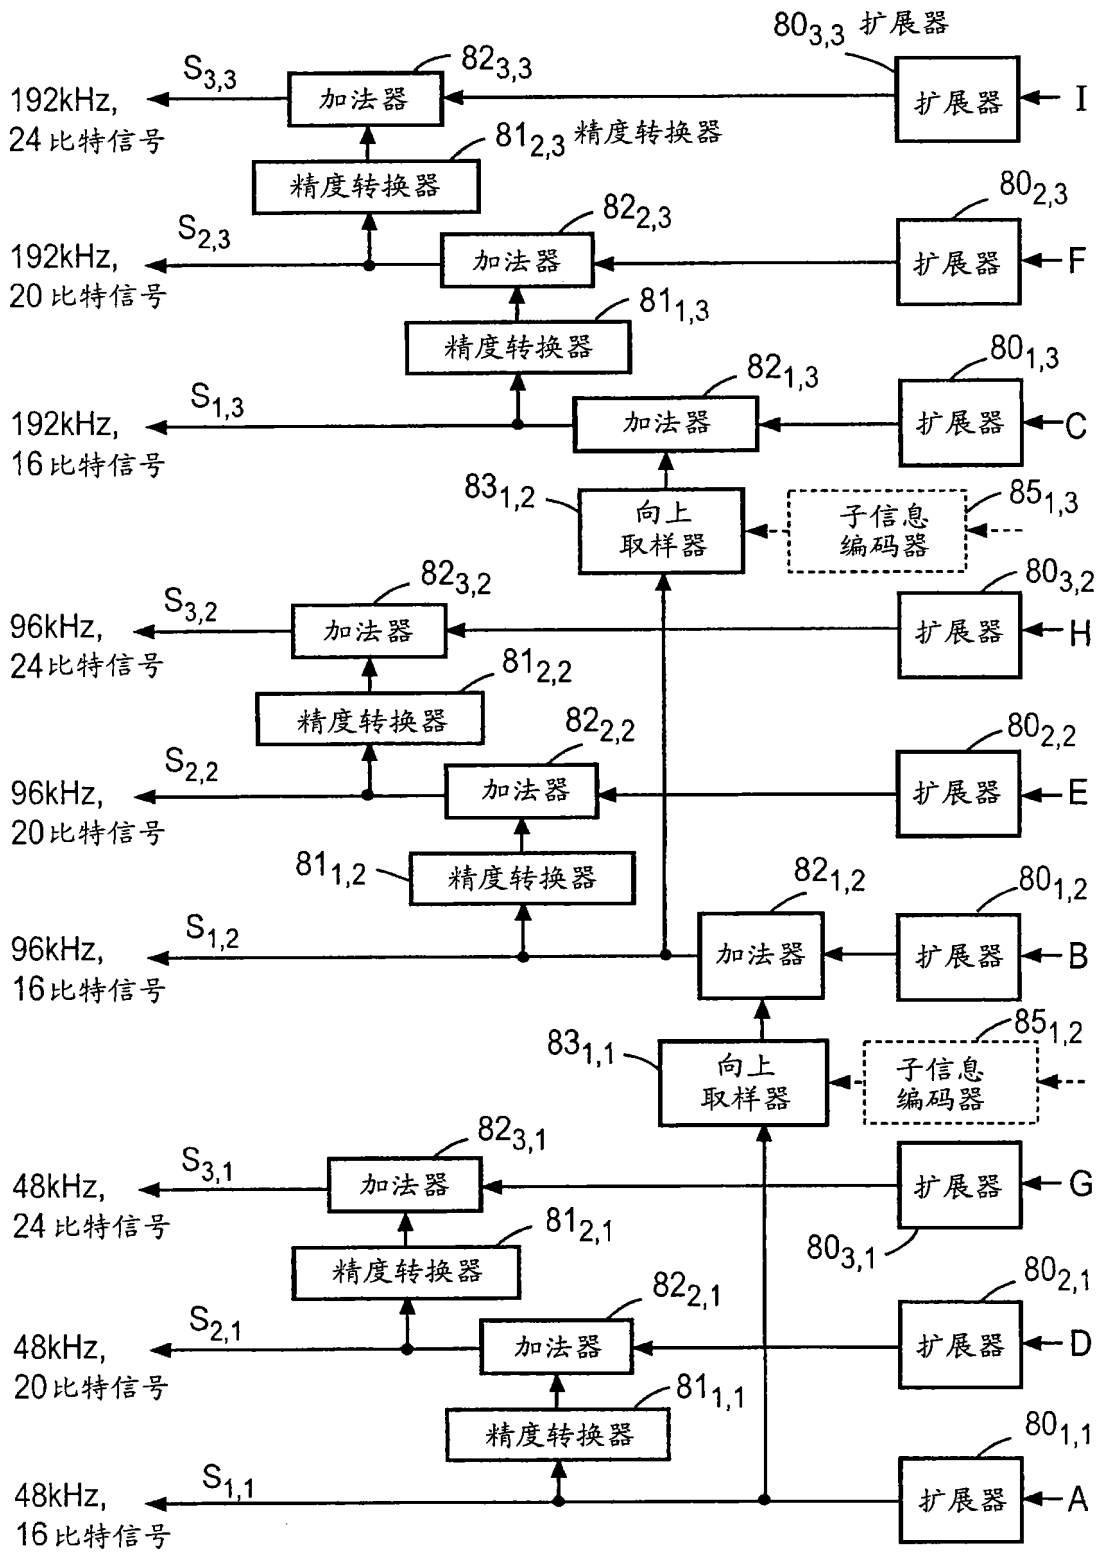 80₃,₃ 扩展器
82₃,₃
S₃,₃
加法器
扩展器
I
192kHz,
24 比特信号
81₂,₃ 精度转换器
精度转换器
80₂,₃
82₂,₃
S₂,₃
加法器
扩展器
F
192kHz,
20 比特信号
81₁,₃
精度转换器
80₁,₃
82₁,₃
S₁,₃
加法器
扩展器
C
192kHz,
16 比特信号
83₁,₂
向上
取样器
85₁,₃
子信息
编码器
80₃,₂
82₃,₂
S₃,₂
加法器
扩展器
H
96kHz,
24 比特信号
81₂,₂
精度转换器
80₂,₂
82₂,₂
S₂,₂
加法器
扩展器
E
96kHz,
20 比特信号
81₁,₂
精度转换器
80₁,₂
82₁,₂
S₁,₂
加法器
扩展器
B
96kHz,
16 比特信号
83₁,₁
向上
取样器
85₁,₂
子信息
编码器
82₃,₁
S₃,₁
加法器
扩展器
G
48kHz,
24 比特信号
80₃,₁
81₂,₁
精度转换器
80₂,₁
82₂,₁
S₂,₁
加法器
扩展器
D
48kHz,
20 比特信号
81₁,₁
精度转换器
80₁,₁
S₁,₁
扩展器
A
48kHz,
16 比特信号